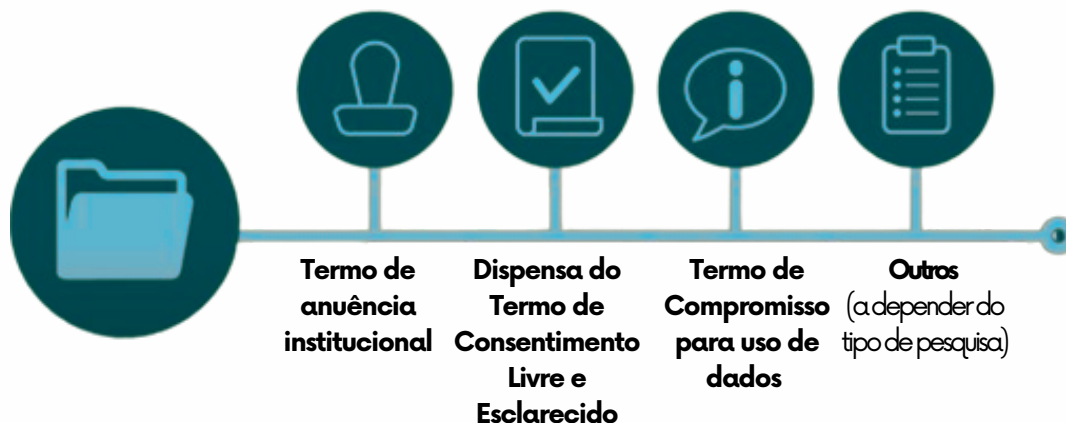 Termo de
anuência
institucional
Dispensa do
Termo de
Consentimento
Livre e
Esclarecido
Termo de
Compromisso
para uso de
dados
Outros
(a depender do
tipo de pesquisa)